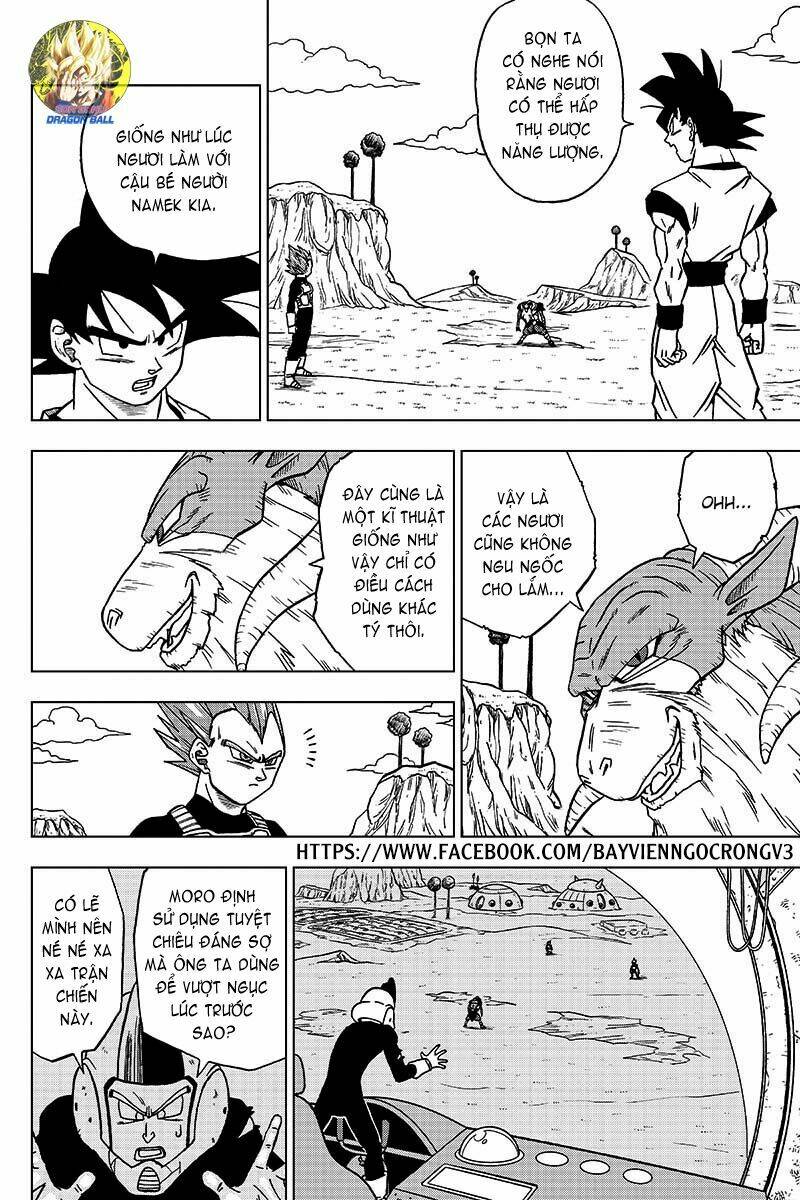 BỌN TA
CÓ NGHE NÓI
RẰNG NGƯƠI
CÓ THỂ HẤP
THỤ ĐƯỢC
NĂNG LƯỢNG.
DRAGON BALL
GIỐNG NHƯ LÚC
NGƯƠI LÀM VỚI
CẬU BÉ NGƯỜI
NAMEK KIA.
OHH...
VẬY LÀ
CÁC NGƯƠI
CŨNG KHÔNG
NGU NGỐC
CHO LẮM...
ĐÂY CŨNG LÀ
MỘT KĨ THUẬT
GIỐNG NHƯ
VẬY CHỈ CÓ
ĐIỀU CÁCH
DÙNG KHÁC
TÝ THÔI.
HTTPS://WWW.FACEBOOK.COM/BAYVIENNGOCRONGV3
MORO ĐỊNH
SỬ DỤNG TUYỆT
CHIÊU ĐÁNG SỢ
MÀ ÔNG TA DÙNG
ĐỂ VƯỢT NGỤC
LÚC TRƯỚC
SAO?
CÓ LẼ
MÌNH NÊN
NÉ NÉ XA
XA TRẬN
CHIẾN
NÀY.